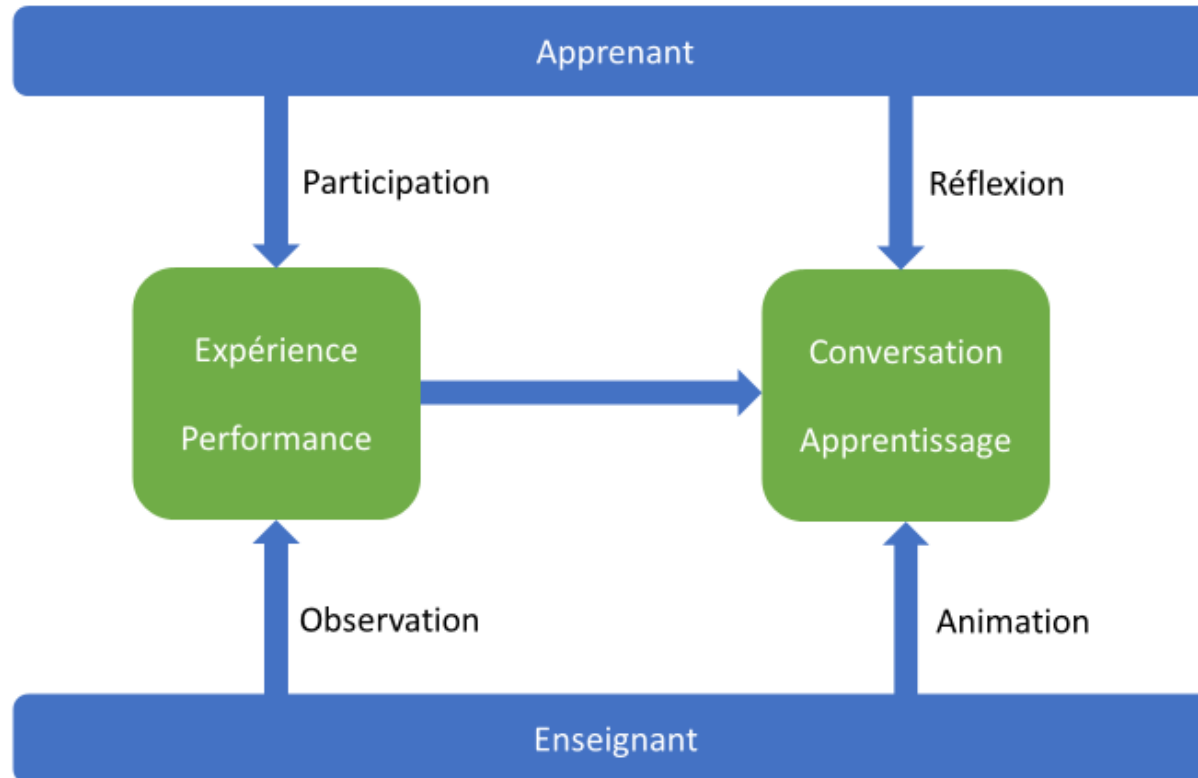 Apprenant
Participation
Réflexion
Expérience
Performance
Conversation
Apprentissage
Observation
Animation
Enseignant